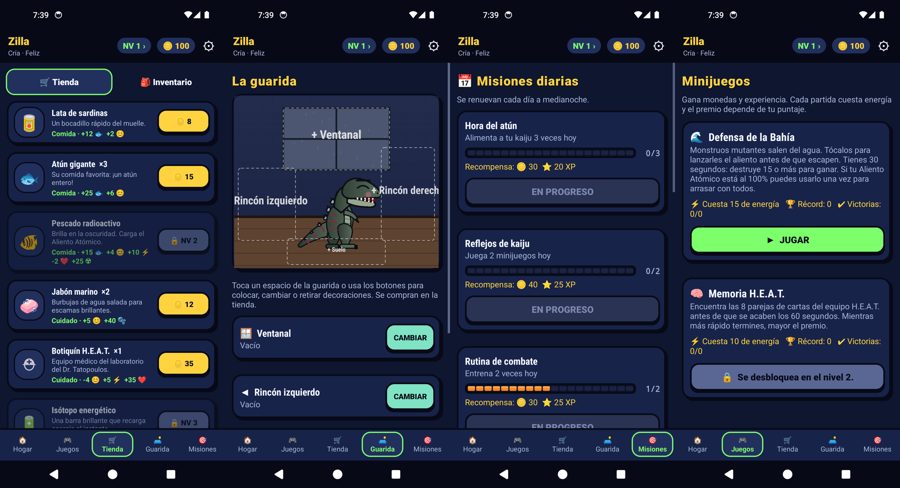 7:39
Zilla
Cría · Feliz
NV 1 ›
100
Tienda
Inventario
Lata de sardinas
Un bocadillo rápido del muelle.
Comida · +12 +2
8
Atún gigante ×3
Su comida favorita: ¡un atún
entero!
Comida · +25 +6
15
Pescado radioactivo
Brilla en la oscuridad. Carga el
Aliento Atómico.
Comida · +15 +4 +10
-2 +25
NV 2
Jabón marino ×2
Burbujas de agua salada para
escamas brillantes.
Cuidado · +5 +40
12
Botiquín H.E.A.T. ×1
Equipo médico del laboratorio
del Dr. Tatopoulos.
Cuidado · -4 +5 +35
35
Isótopo energético
Una barra brillante que recarga
NV 3
Hogar
Juegos
Tienda
Guarida
Misiones
7:39
Zilla
Cría · Feliz
NV 1 ›
100
La guarida
+ Ventanal
+ Rincón derech
Rincón izquierdo
+ Suelo
Toca un espacio de la guarida o usa los botones para
colocar, cambiar o retirar decoraciones. Se compran en la
tienda.
Ventanal
Vacío
CAMBIAR
Rincón izquierdo
Vacío
CAMBIAR
Hogar
Juegos
Tienda
Guarida
Misiones
7:39
Zilla
Cría · Feliz
NV 1 ›
100
Misiones diarias
Se renuevan cada día a medianoche.
Hora del atún
Alimenta a tu kaiju 3 veces hoy
0/3
Recompensa: 30 20 XP
EN PROGRESO
Reflejos de kaiju
Juega 2 minijuegos hoy
0/2
Recompensa: 40 25 XP
EN PROGRESO
Rutina de combate
Entrena 2 veces hoy
1/2
Recompensa: 30 25 XP
EN PROGRESO
Hogar
Juegos
Tienda
Guarida
Misiones
7:39
Zilla
Cría · Feliz
NV 1 ›
100
Minijuegos
Gana monedas y experiencia. Cada partida cuesta energía
y el premio depende de tu puntaje.
Defensa de la Bahía
Monstruos mutantes salen del agua. Tócalos para
lanzarles el aliento antes de que escapen. Tienes 30
segundos: destruye 15 o más para ganar. Si tu Aliento
Atómico está al 100% puedes usarlo una vez para
arrasar con todos.
Cuesta 15 de energía Récord: 0 Victorias:
0/0
JUGAR
Memoria H.E.A.T.
Encuentra las 8 parejas de cartas del equipo H.E.A.T.
antes de que se acaben los 60 segundos. Mientras
más rápido termines, mayor el premio.
Cuesta 10 de energía Récord: 0 Victorias:
0/0
Se desbloquea en el nivel 2.
Hogar
Juegos
Tienda
Guarida
Misiones